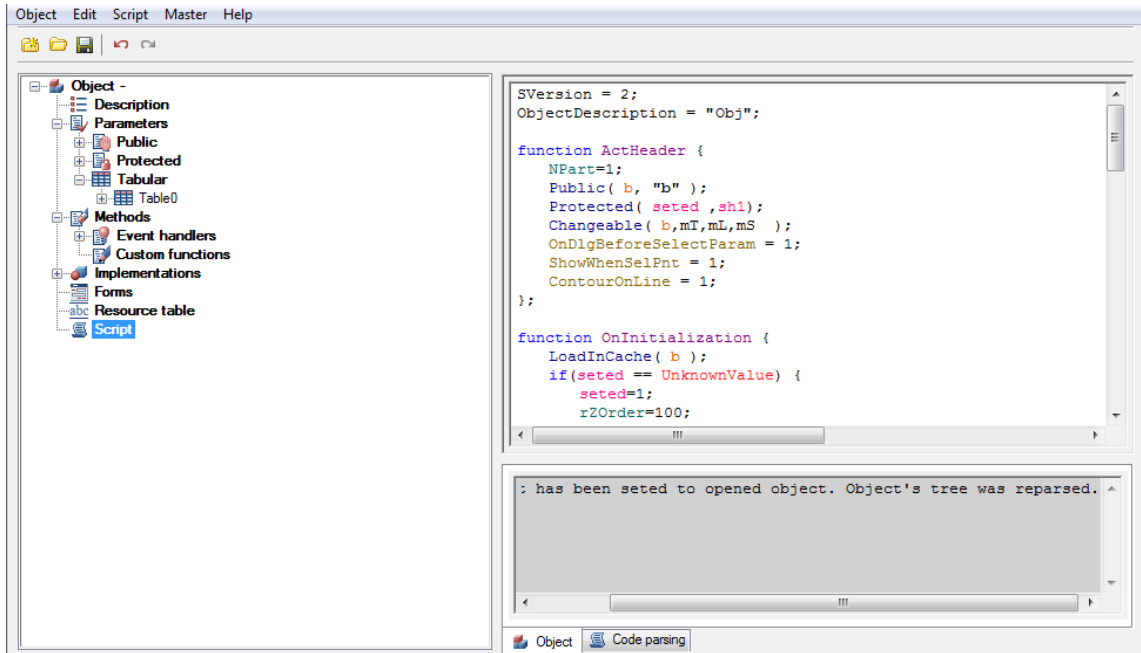 Object Edit Script Master Help
Object -
Description
Parameters
Public
Protected
Tabular
Table0
Methods
Event handlers
Custom functions
Implementations
Forms
abc Resource table
Script
SVersion = 2;
ObjectDescription = "Obj";
function ActHeader {
NPart=1;
Public( b, "b" );
Protected( seted ,sh1);
Changeable( b,mT,mL,mS );
OnDlgBeforeSelectParam = 1;
ShowWhenSelPnt = 1;
ContourOnLine = 1;
};
function OnInitialization {
LoadInCache( b );
if(seted == UnknownValue) {
seted=1;
rZOrder=100;
: has been seted to opened object. Object's tree was reparsed.
Object Code parsing